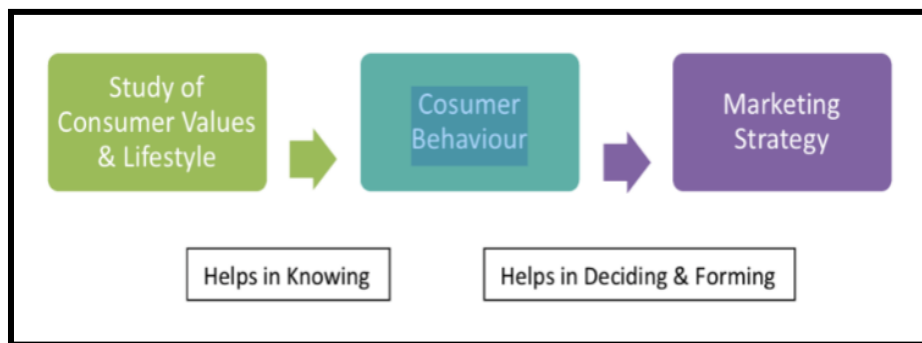 Study of
Consumer Values
& Lifestyle
Cosumer
Behaviour
Marketing
Strategy
Helps in Knowing
Helps in Deciding & Forming